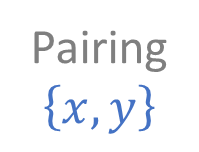 Pairing
{x, y}